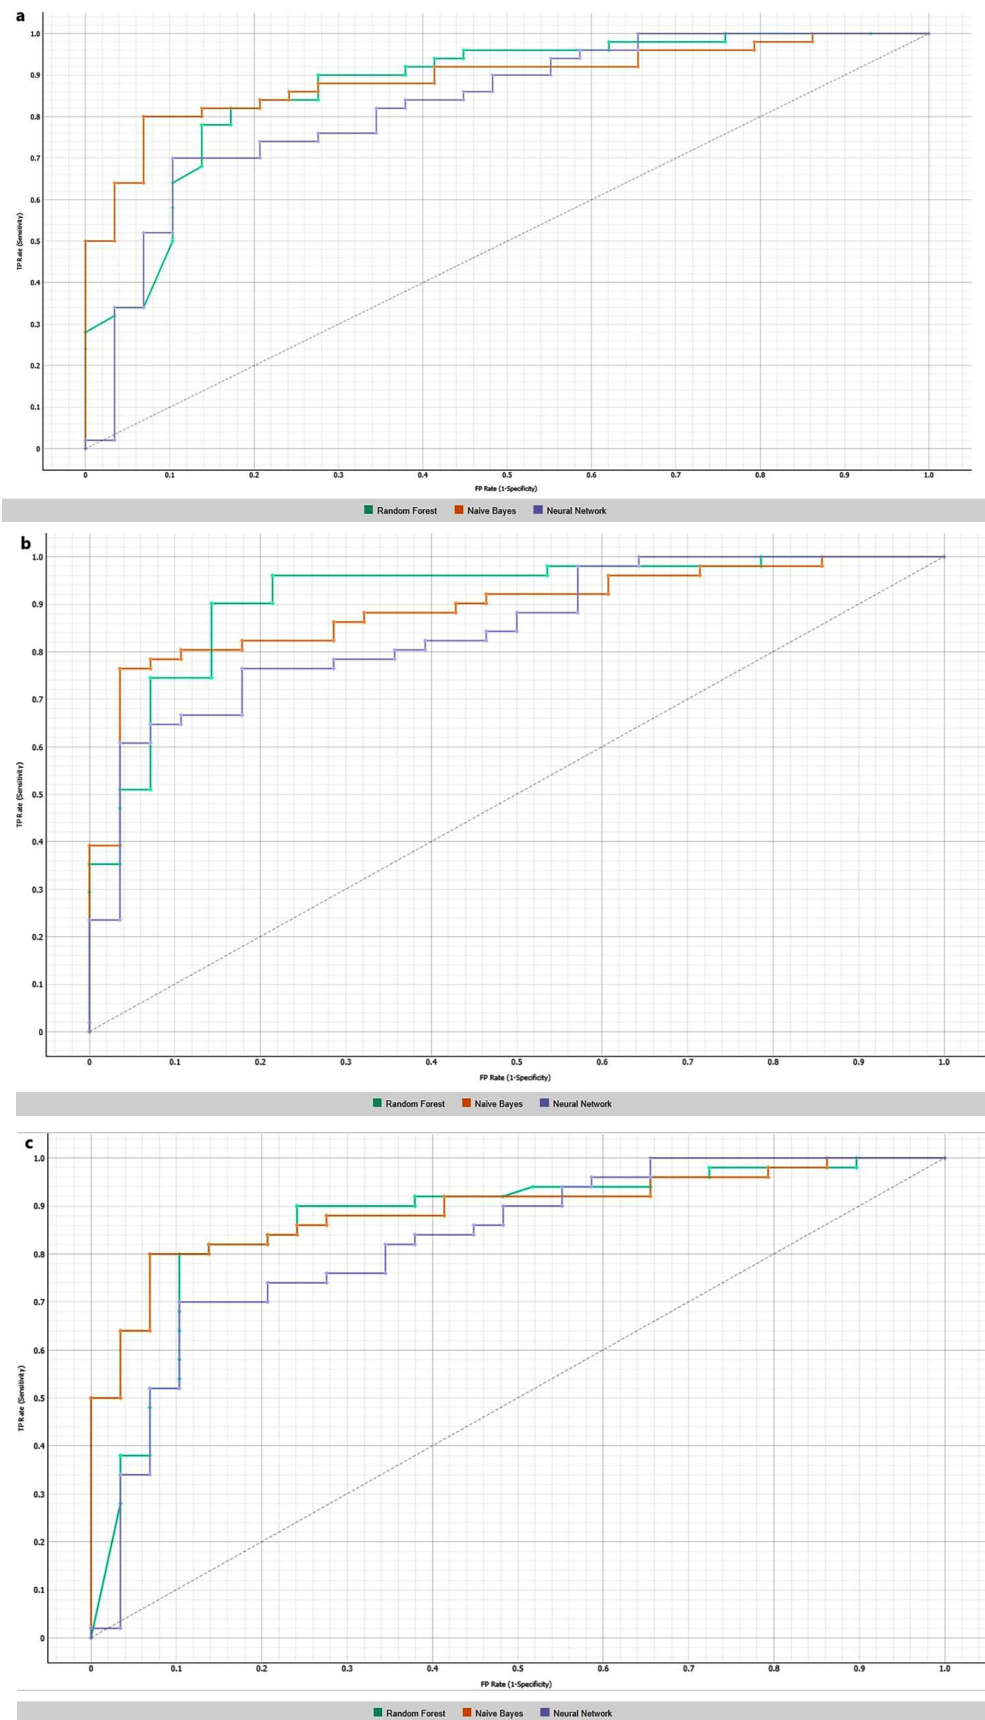 a
1.0
0.9
0.8
0.7
0.6
0.5
0.4
0.3
0.2
0.1
0
TP Rate (Sensitivity)
0 0.1 0.2 0.3 0.4 0.5 0.6 0.7 0.8 0.9 1.0
FP Rate (1-Specificity)
Random Forest Naive Bayes Neural Network
b
1.0
0.9
0.8
0.7
0.6
0.5
0.4
0.3
0.2
0.1
0
TP Rate (Sensitivity)
0 0.1 0.2 0.3 0.4 0.5 0.6 0.7 0.8 0.9 1.0
FP Rate (1-Specificity)
Random Forest Naive Bayes Neural Network
c
1.0
0.9
0.8
0.7
0.6
0.5
0.4
0.3
0.2
0.1
0
TP Rate (Sensitivity)
0 0.1 0.2 0.3 0.4 0.5 0.6 0.7 0.8 0.9 1.0
FP Rate (1-Specificity)
Random Forest Naive Bayes Neural Network